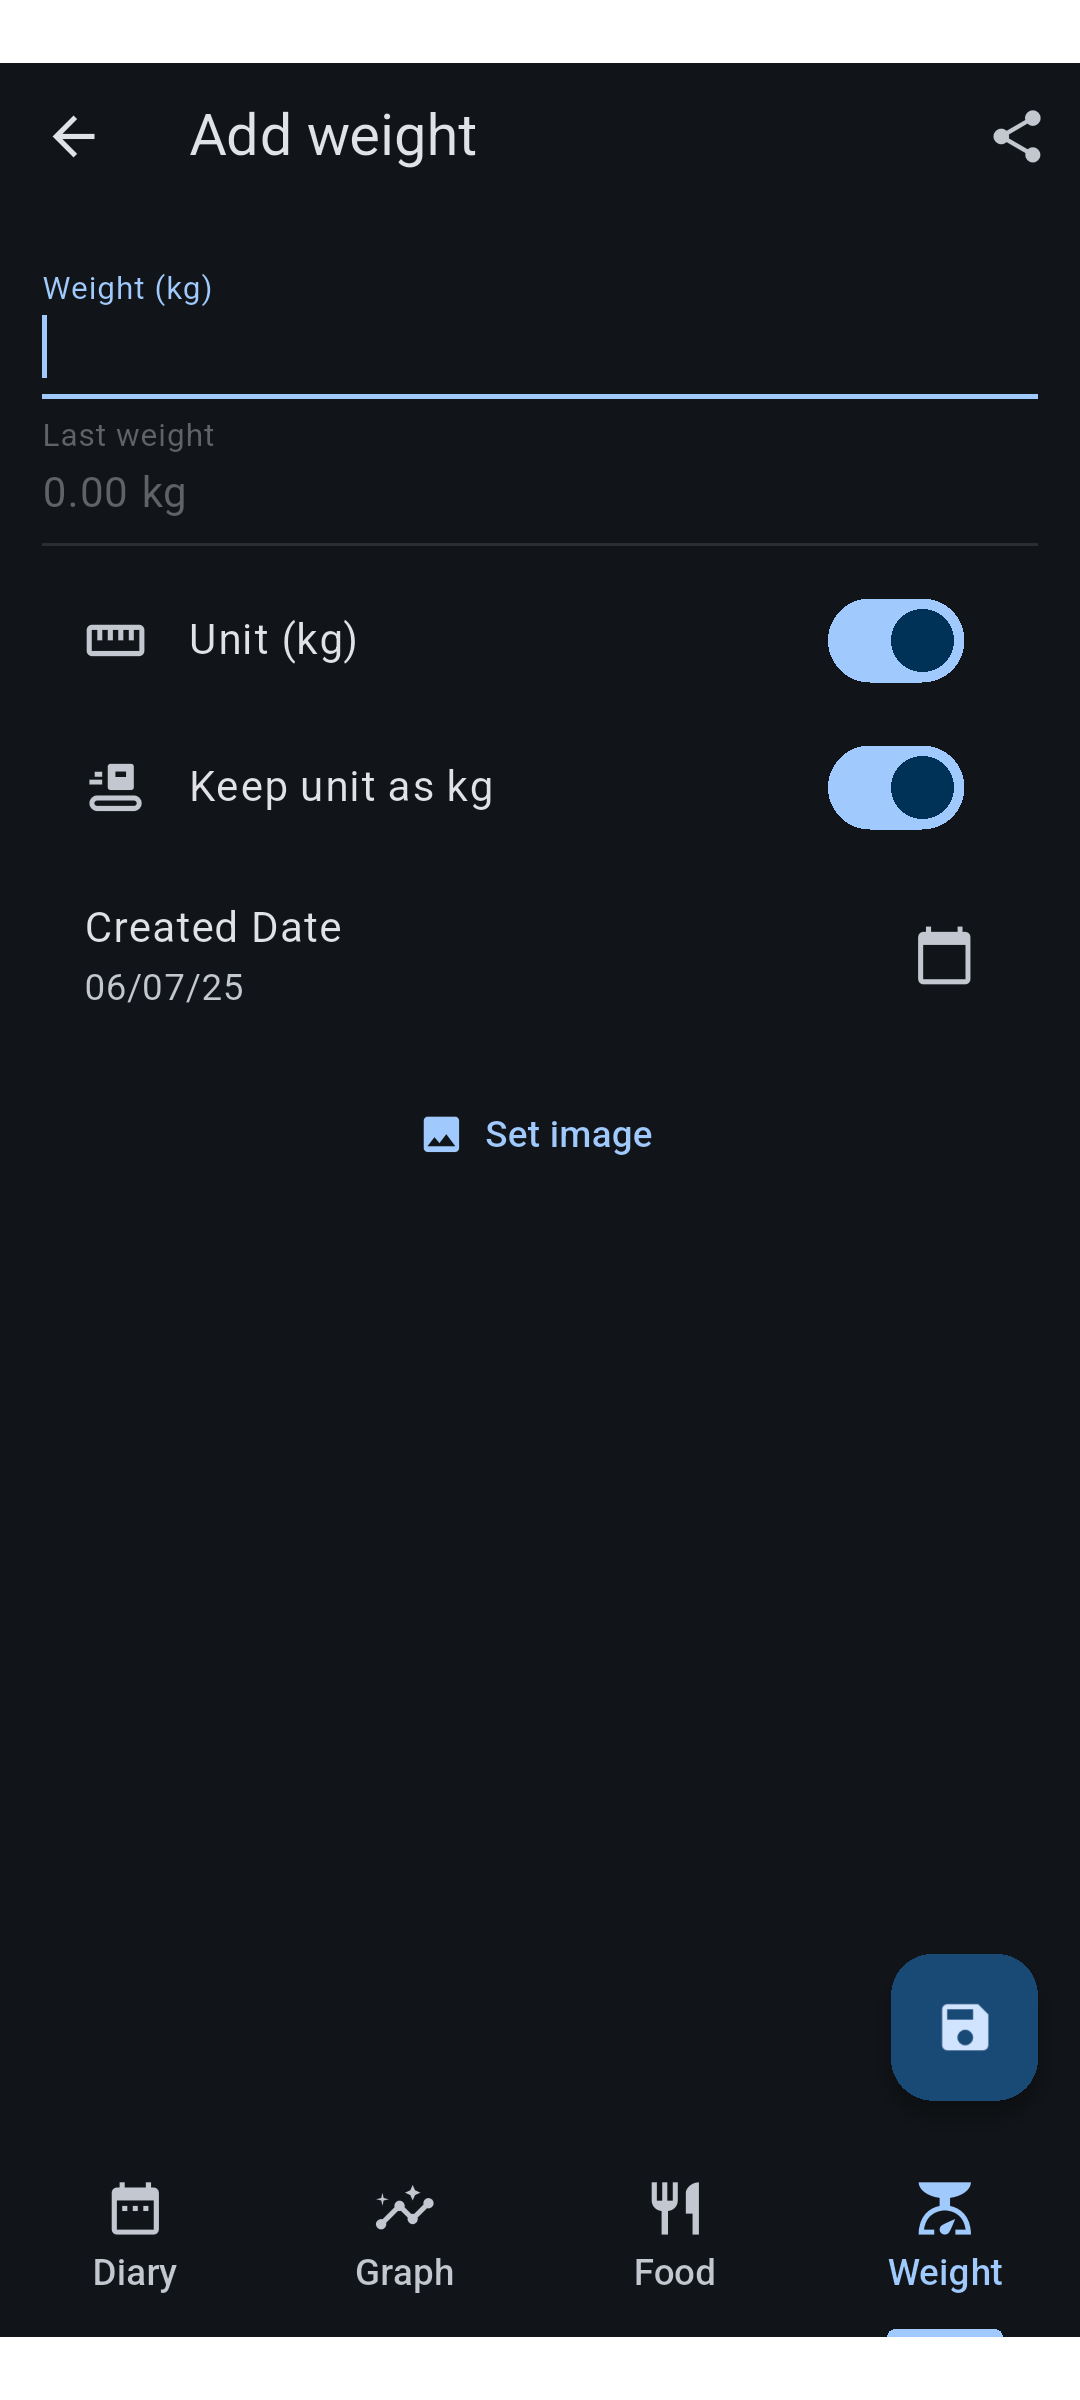 Add weight
Weight (kg)
Last weight
0.00 kg
Unit (kg)
Keep unit as kg
Created Date
06/07/25
Set image
Diary
Graph
Food
Weight